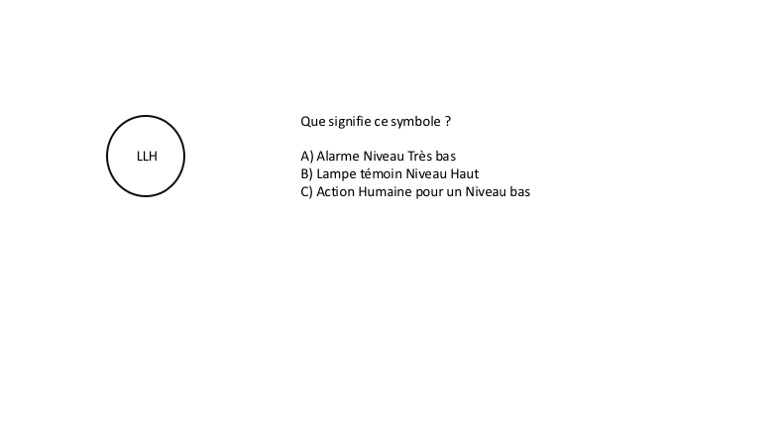 LLH
Que signifie ce symbole ?
A) Alarme Niveau Très bas
B) Lampe témoin Niveau Haut
C) Action Humaine pour un Niveau bas